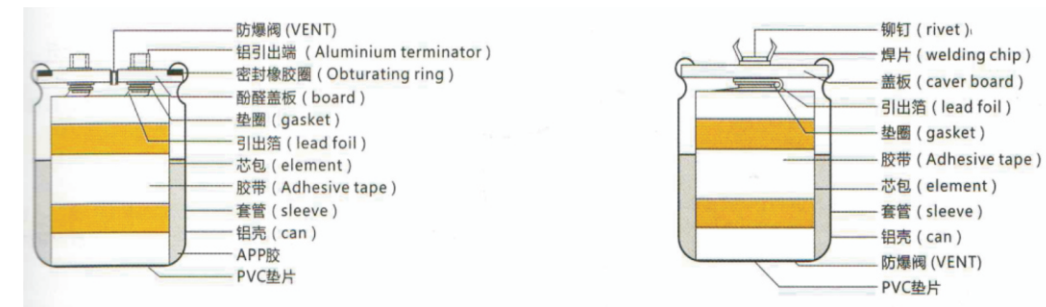 防爆阀 (VENT)
铝引出端 ( Aluminium terminator )
密封橡胶圈 ( Obturating ring )
酚醛盖板 ( board )
垫圈 ( gasket )
引出箔 ( lead foil )
芯包 ( element )
胶带 ( Adhesive tape )
套管 ( sleeve )
铝壳 ( can )
APP胶
PVC垫片
铆钉 ( rivet )
焊片 ( welding chip )
盖板 ( caver board )
引出箔 ( lead foil )
垫圈 ( gasket )
胶带 ( Adhesive tape )
芯包 ( element )
套管 ( sleeve )
铝壳 ( can )
防爆阀 (VENT)
PVC垫片